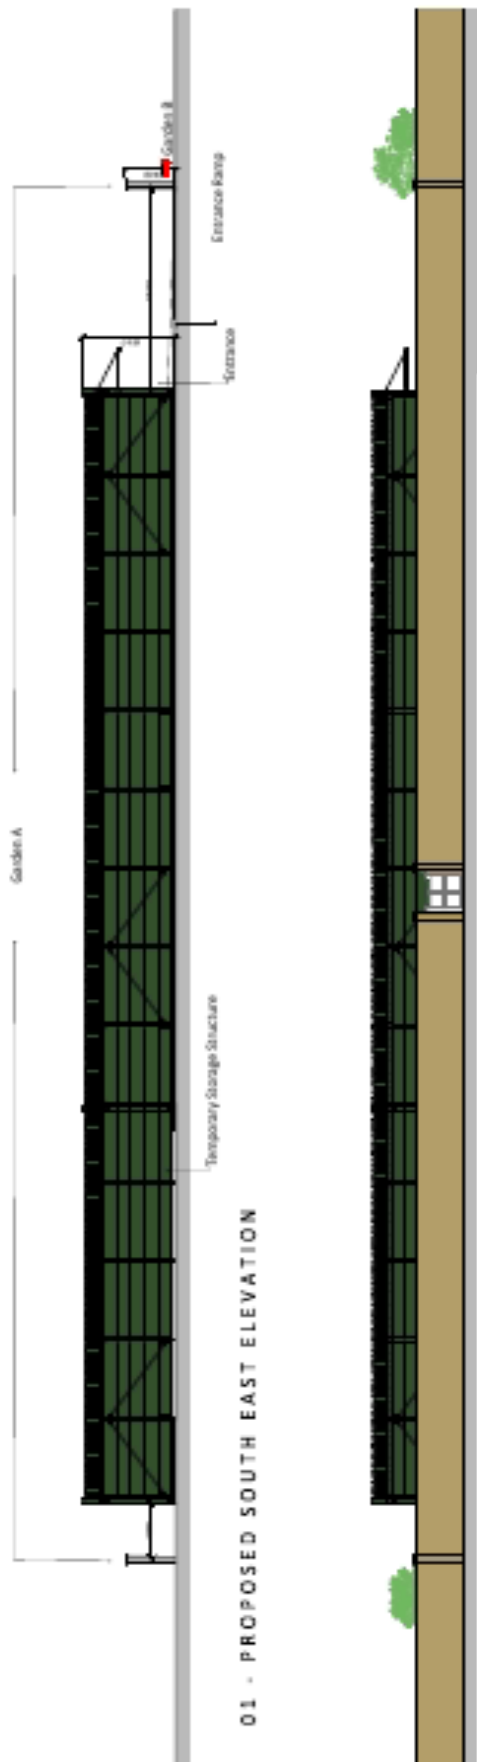 Garden A
Garden B
Entrance Ramp
Entrance
Temporary Storage Structure
01 - PROPOSED SOUTH EAST ELEVATION